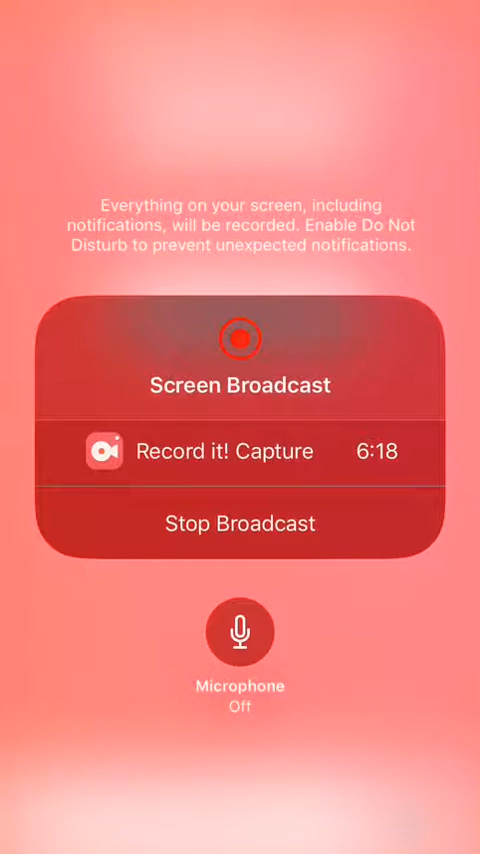 Everything on your screen, including
notifications, will be recorded. Enable Do Not
Disturb to prevent unexpected notifications.
Screen Broadcast
Record it! Capture 6:18
Stop Broadcast
Microphone
Off